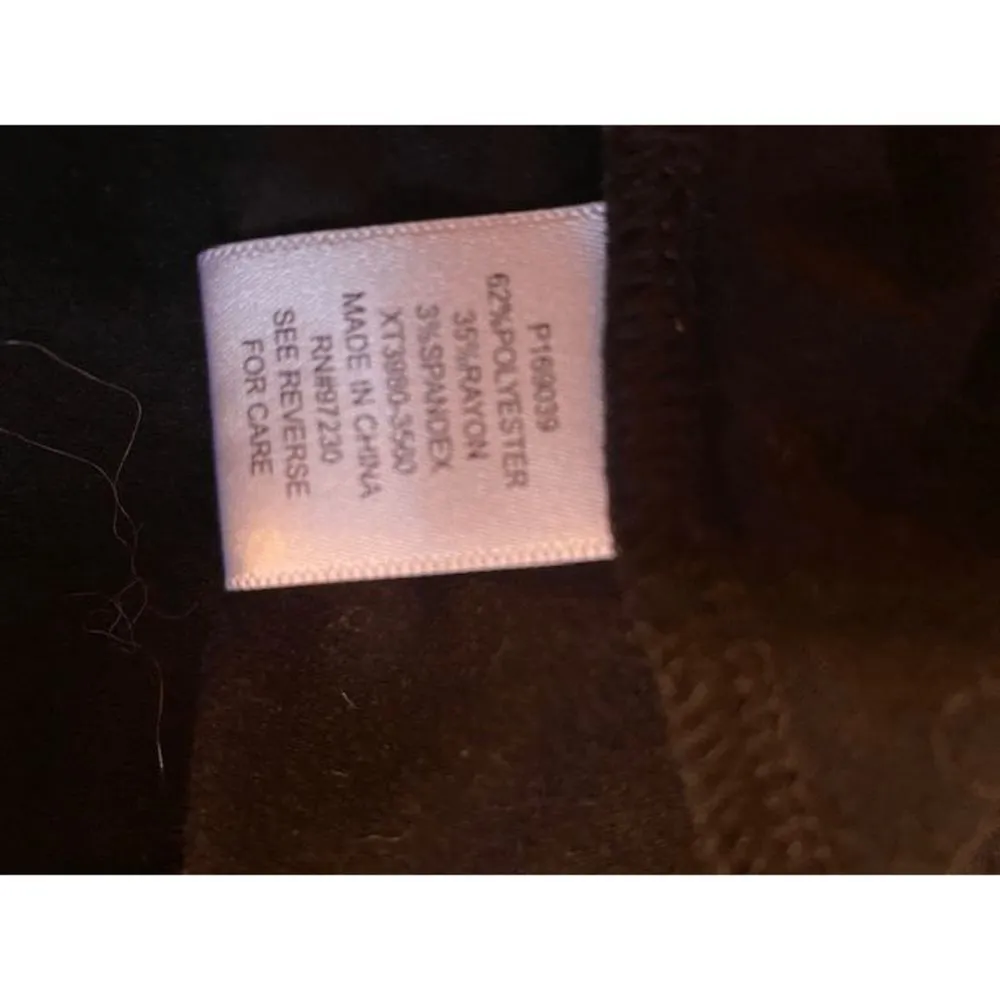 P169039
62%POLYESTER
35%RAYON
3%SPANDEX
XT3980-3560
MADE IN CHINA
RN#97230
SEE REVERSE
FOR CARE